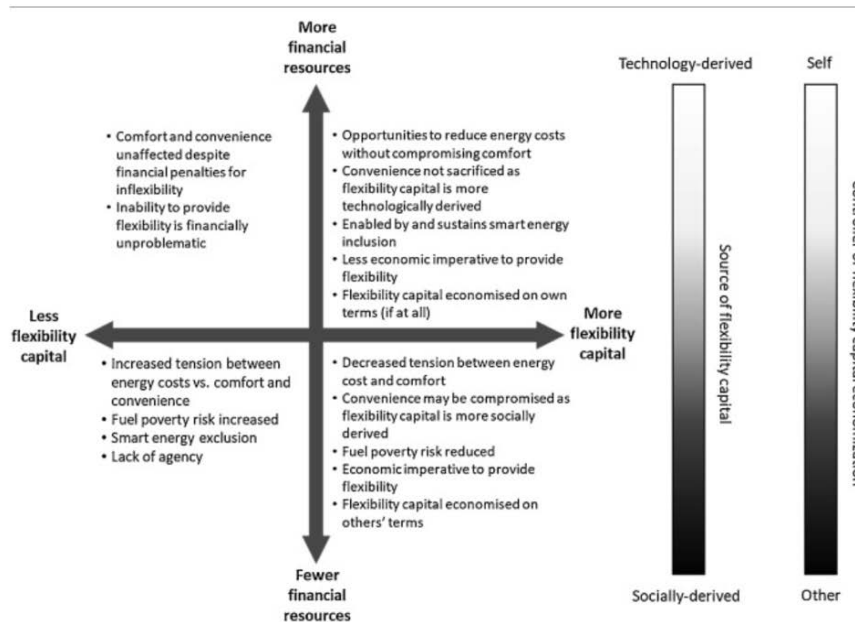 More
financial
resources
• Comfort and convenience
unaffected despite
financial penalties for
inflexibility
• Inability to provide
flexibility is financially
unproblematic
• Opportunities to reduce energy costs
without compromising comfort
• Convenience not sacrificed as
flexibility capital is more
technologically derived
• Enabled by and sustains smart energy
inclusion
• Less economic imperative to provide
flexibility
• Flexibility capital economised on own
terms (if at all)
Less
flexibility
capital
More
flexibility
capital
• Increased tension between
energy costs vs. comfort and
convenience
• Fuel poverty risk increased
• Smart energy exclusion
• Lack of agency
• Decreased tension between energy
cost and comfort
• Convenience may be compromised as
flexibility capital is more socially
derived
• Fuel poverty risk reduced
• Economic imperative to provide
flexibility
• Flexibility capital economised on
others' terms
Fewer
financial
resources
Technology-derived
Source of flexibility capital
Socially-derived
Self
Other